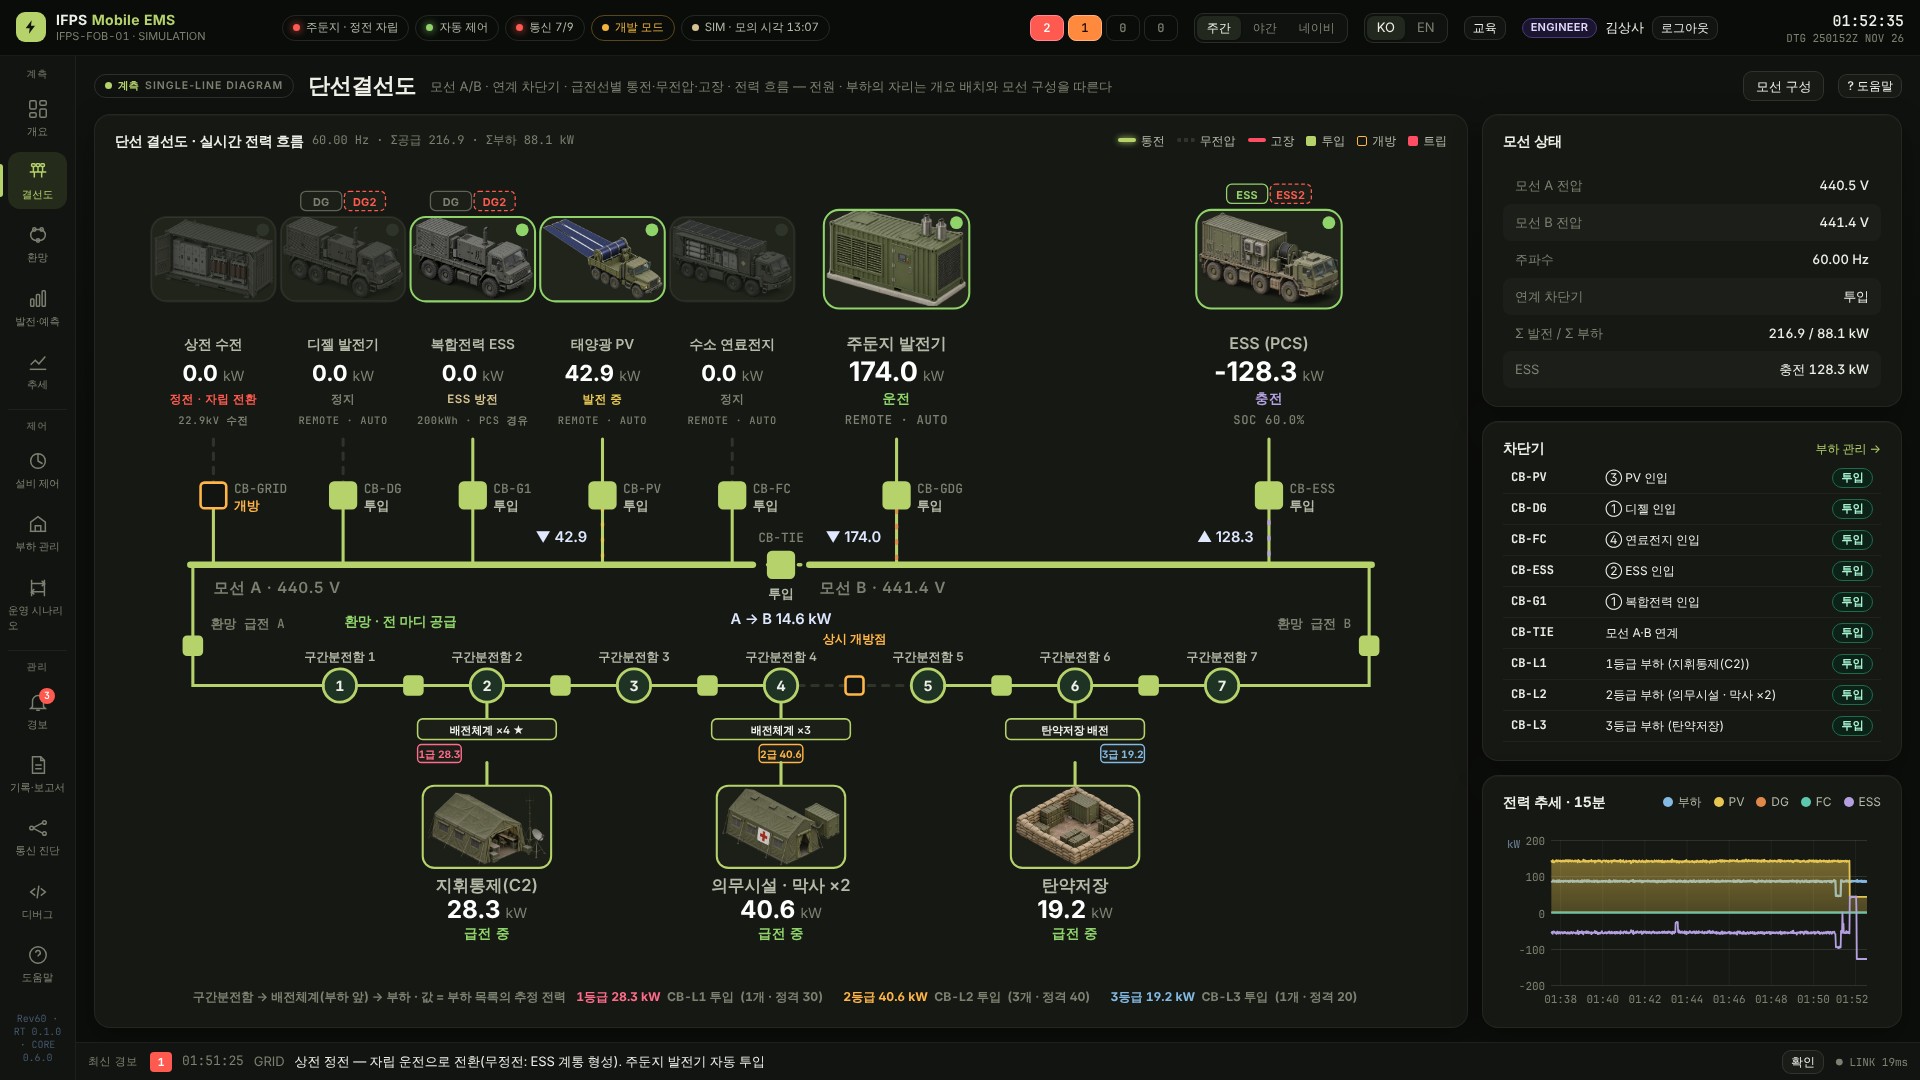 IFPS Mobile EMS
IFPS-FOB-01 · SIMULATION
주둔지 · 정전 자립
자동 제어
통신 7/9
개발 모드
SIM · 모의 시각 13:07
2
1
0
0
주간
야간
네이비
KO
EN
교육
ENGINEER
김상사
로그아웃
01:52:35
DTG 250152Z NOV 26
계측
개요
결선도
환망
발전·예측
추세
제어
설비 제어
부하 관리
운영 시나리
오
관리
3
경보
기록·보고서
통신 진단
디버그
도움말
Rev60 ·
RT 0.1.0
· CORE
0.6.0
계측 SINGLE-LINE DIAGRAM
단선결선도
모선 A/B · 연계 차단기 · 급전선별 통전·무전압·고장 · 전력 흐름 — 전원 · 부하의 자리는 개요 배치와 모선 구성을 따른다
모선 구성
? 도움말
단선 결선도 · 실시간 전력 흐름
60.00 Hz · Σ공급 216.9 · Σ부하 88.1 kW
통전
무전압
고장
투입
개방
트립
DG
DG2
DG
DG2
ESS
ESS2
상전 수전
0.0 kW
정전 · 자립 전환
22.9kV 수전
디젤 발전기
0.0 kW
정지
REMOTE · AUTO
복합전력 ESS
0.0 kW
ESS 방전
200kWh · PCS 경유
태양광 PV
42.9 kW
발전 중
REMOTE · AUTO
수소 연료전지
0.0 kW
정지
REMOTE · AUTO
주둔지 발전기
174.0 kW
운전
REMOTE · AUTO
ESS (PCS)
-128.3 kW
충전
SOC 60.0%
CB-GRID
개방
CB-DG
투입
CB-G1
투입
CB-PV
투입
CB-FC
투입
CB-GDG
투입
CB-ESS
투입
▼ 42.9
CB-TIE
▼ 174.0
▲ 128.3
모선 A · 440.5 V
투입
모선 B · 441.4 V
환망 급전 A
환망 · 전 마디 공급
A → B 14.6 kW
상시 개방점
환망 급전 B
구간분전함 1
구간분전함 2
구간분전함 3
구간분전함 4
구간분전함 5
구간분전함 6
구간분전함 7
1
2
3
4
5
6
7
배전체계 ×4 ★
배전체계 ×3
탄약저장 배전
1급 28.3
2급 40.6
3급 19.2
지휘통제(C2)
28.3 kW
급전 중
의무시설 · 막사 ×2
40.6 kW
급전 중
탄약저장
19.2 kW
급전 중
구간분전함 → 배전체계(부하 앞) → 부하 · 값 = 부하 목록의 추정 전력
1등급 28.3 kW CB-L1 투입 (1개 · 정격 30)
2등급 40.6 kW CB-L2 투입 (3개 · 정격 40)
3등급 19.2 kW CB-L3 투입 (1개 · 정격 20)
모선 상태
모선 A 전압 440.5 V
모선 B 전압 441.4 V
주파수 60.00 Hz
연계 차단기 투입
Σ 발전 / Σ 부하 216.9 / 88.1 kW
ESS 충전 128.3 kW
차단기
부하 관리 →
CB-PV ③ PV 인입 투입
CB-DG ① 디젤 인입 투입
CB-FC ④ 연료전지 인입 투입
CB-ESS ② ESS 인입 투입
CB-G1 ① 복합전력 인입 투입
CB-TIE 모선 A·B 연계 투입
CB-L1 1등급 부하 (지휘통제(C2)) 투입
CB-L2 2등급 부하 (의무시설 · 막사 ×2) 투입
CB-L3 3등급 부하 (탄약저장) 투입
전력 추세 · 15분
부하
PV
DG
FC
ESS
kW
200
100
0
-100
-200
01:38 01:40 01:42 01:44 01:46 01:48 01:50 01:52
최신 경보
1
01:51:25
GRID
상전 정전 — 자립 운전으로 전환(무정전: ESS 계통 형성). 주둔지 발전기 자동 투입
확인
LINK 19ms